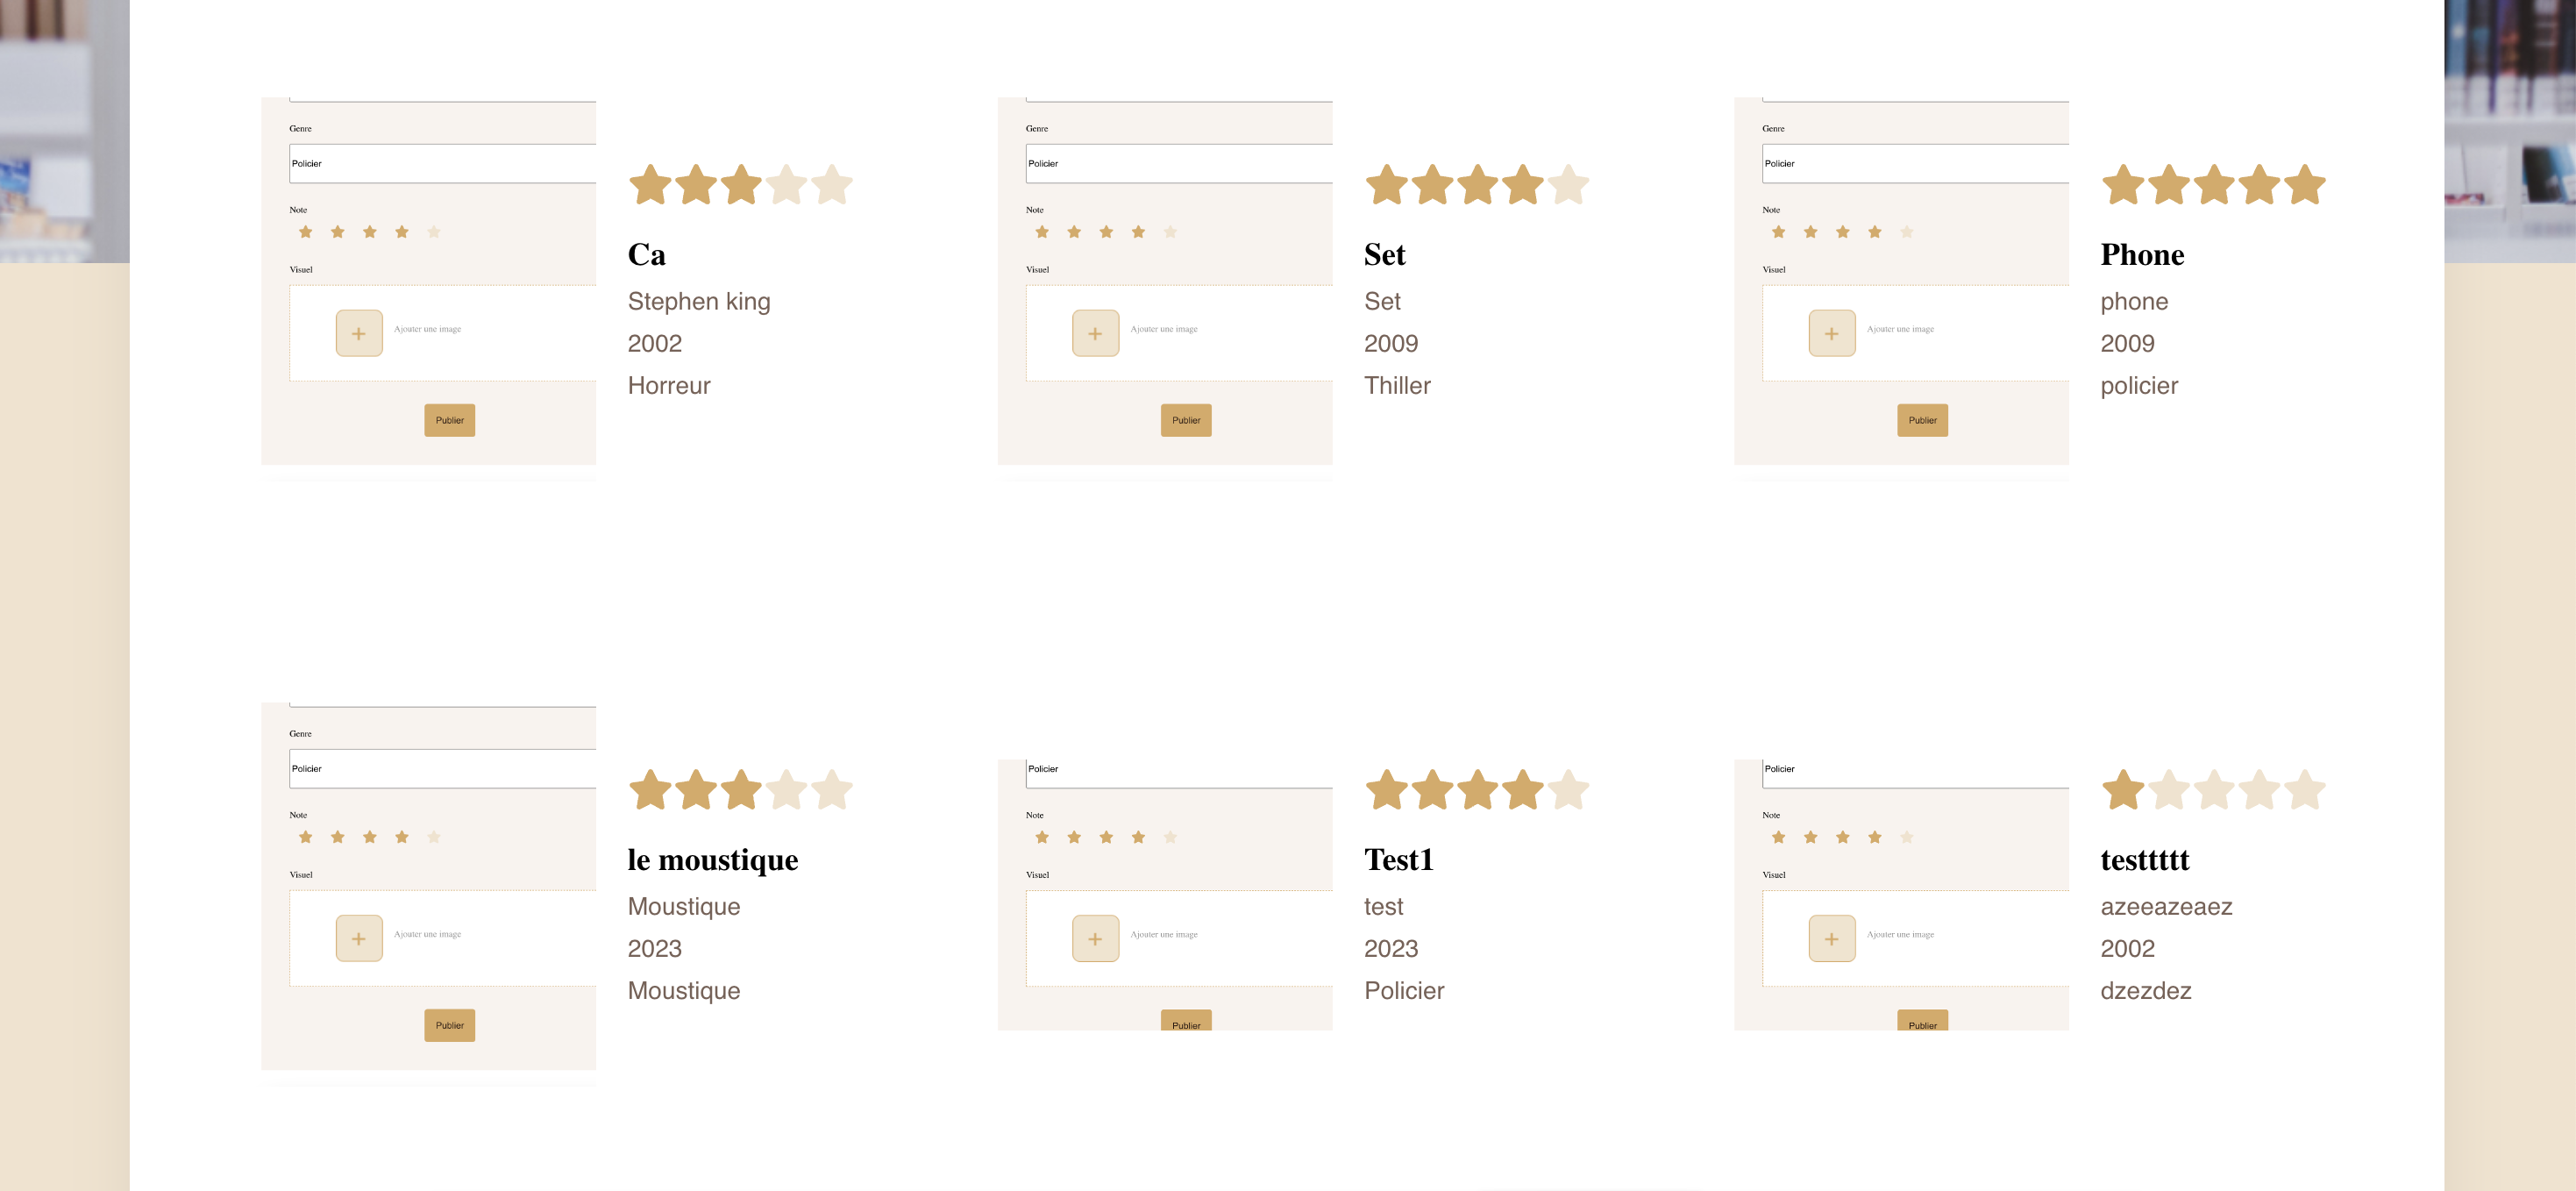 Genre
Policier
Note
Visuel
Ajouter une image
Publier
Ca
Stephen king
2002
Horreur
Genre
Policier
Note
Visuel
Ajouter une image
Publier
Set
Set
2009
Thiller
Genre
Policier
Note
Visuel
Ajouter une image
Publier
Phone
phone
2009
policier
Genre
Policier
Note
Visuel
Ajouter une image
Publier
le moustique
Moustique
2023
Moustique
Policier
Note
Visuel
Ajouter une image
Publier
Test1
test
2023
Policier
Policier
Note
Visuel
Ajouter une image
Publier
testtttt
azeeazeaez
2002
dzezdez